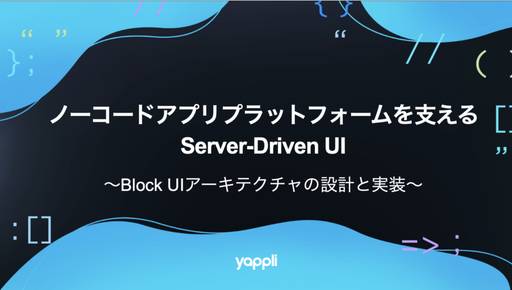 “ ”
//
{ }
“
//
};
( )
ノーコードアプリプラットフォームを支える
[]
Server-Driven UI
”
〜Block UIアーキテクチャの設計と実装〜
:[]
=> ;
yappli